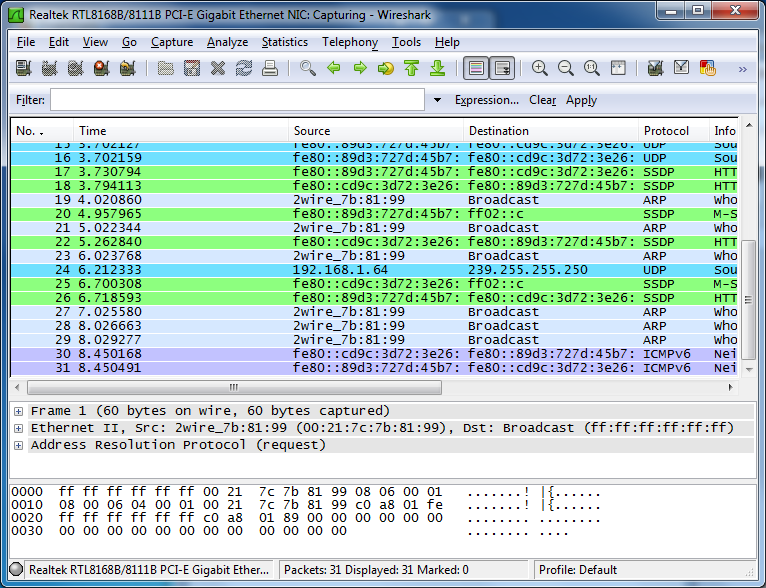 Realtek RTL8168B/8111B PCI-E Gigabit Ethernet NIC: Capturing - Wireshark
File Edit View Go Capture Analyze Statistics Telephony Tools Help
Filter: Expression... Clear Apply
No. . Time Source Destination Protocol Info
15 3.702127 fe80::89d3:727d:45b7: fe80::cd9c:3d72:3e26: UDP Sou
16 3.702159 fe80::89d3:727d:45b7: fe80::cd9c:3d72:3e26: UDP Sou
17 3.730794 fe80::89d3:727d:45b7: fe80::cd9c:3d72:3e26: SSDP HTT
18 3.794113 fe80::cd9c:3d72:3e26: fe80::89d3:727d:45b7: SSDP HTT
19 4.020860 2wire_7b:81:99 Broadcast ARP Who
20 4.957965 fe80::89d3:727d:45b7: ff02::c SSDP M-S
21 5.022344 2wire_7b:81:99 Broadcast ARP Who
22 5.262840 fe80::cd9c:3d72:3e26: fe80::89d3:727d:45b7: SSDP HTT
23 6.023768 2wire_7b:81:99 Broadcast ARP Who
24 6.212333 192.168.1.64 239.255.255.250 UDP Sou
25 6.700308 fe80::cd9c:3d72:3e26: ff02::c SSDP M-S
26 6.718593 fe80::89d3:727d:45b7: fe80::cd9c:3d72:3e26: SSDP HTT
27 7.025580 2wire_7b:81:99 Broadcast ARP Who
28 8.026663 2wire_7b:81:99 Broadcast ARP Who
29 8.029277 2wire_7b:81:99 Broadcast ARP Who
30 8.450168 fe80::cd9c:3d72:3e26: fe80::89d3:727d:45b7: ICMPv6 Nei
31 8.450491 fe80::89d3:727d:45b7: fe80::cd9c:3d72:3e26: ICMPv6 Nei
Frame 1 (60 bytes on wire, 60 bytes captured)
Ethernet II, Src: 2wire_7b:81:99 (00:21:7c:7b:81:99), Dst: Broadcast (ff:ff:ff:ff:ff:ff)
Address Resolution Protocol (request)
0000 ff ff ff ff ff ff 00 21 7c 7b 81 99 08 06 00 01 .......! |{......
0010 08 00 06 04 00 01 00 21 7c 7b 81 99 c0 a8 01 fe .......! |{......
0020 ff ff ff ff ff ff c0 a8 01 89 00 00 00 00 00 00 ........ ........
0030 00 00 00 00 00 00 00 00 00 00 00 00 ........ ....
Realtek RTL8168B/8111B PCI-E Gigabit Ether... Packets: 31 Displayed: 31 Marked: 0 Profile: Default